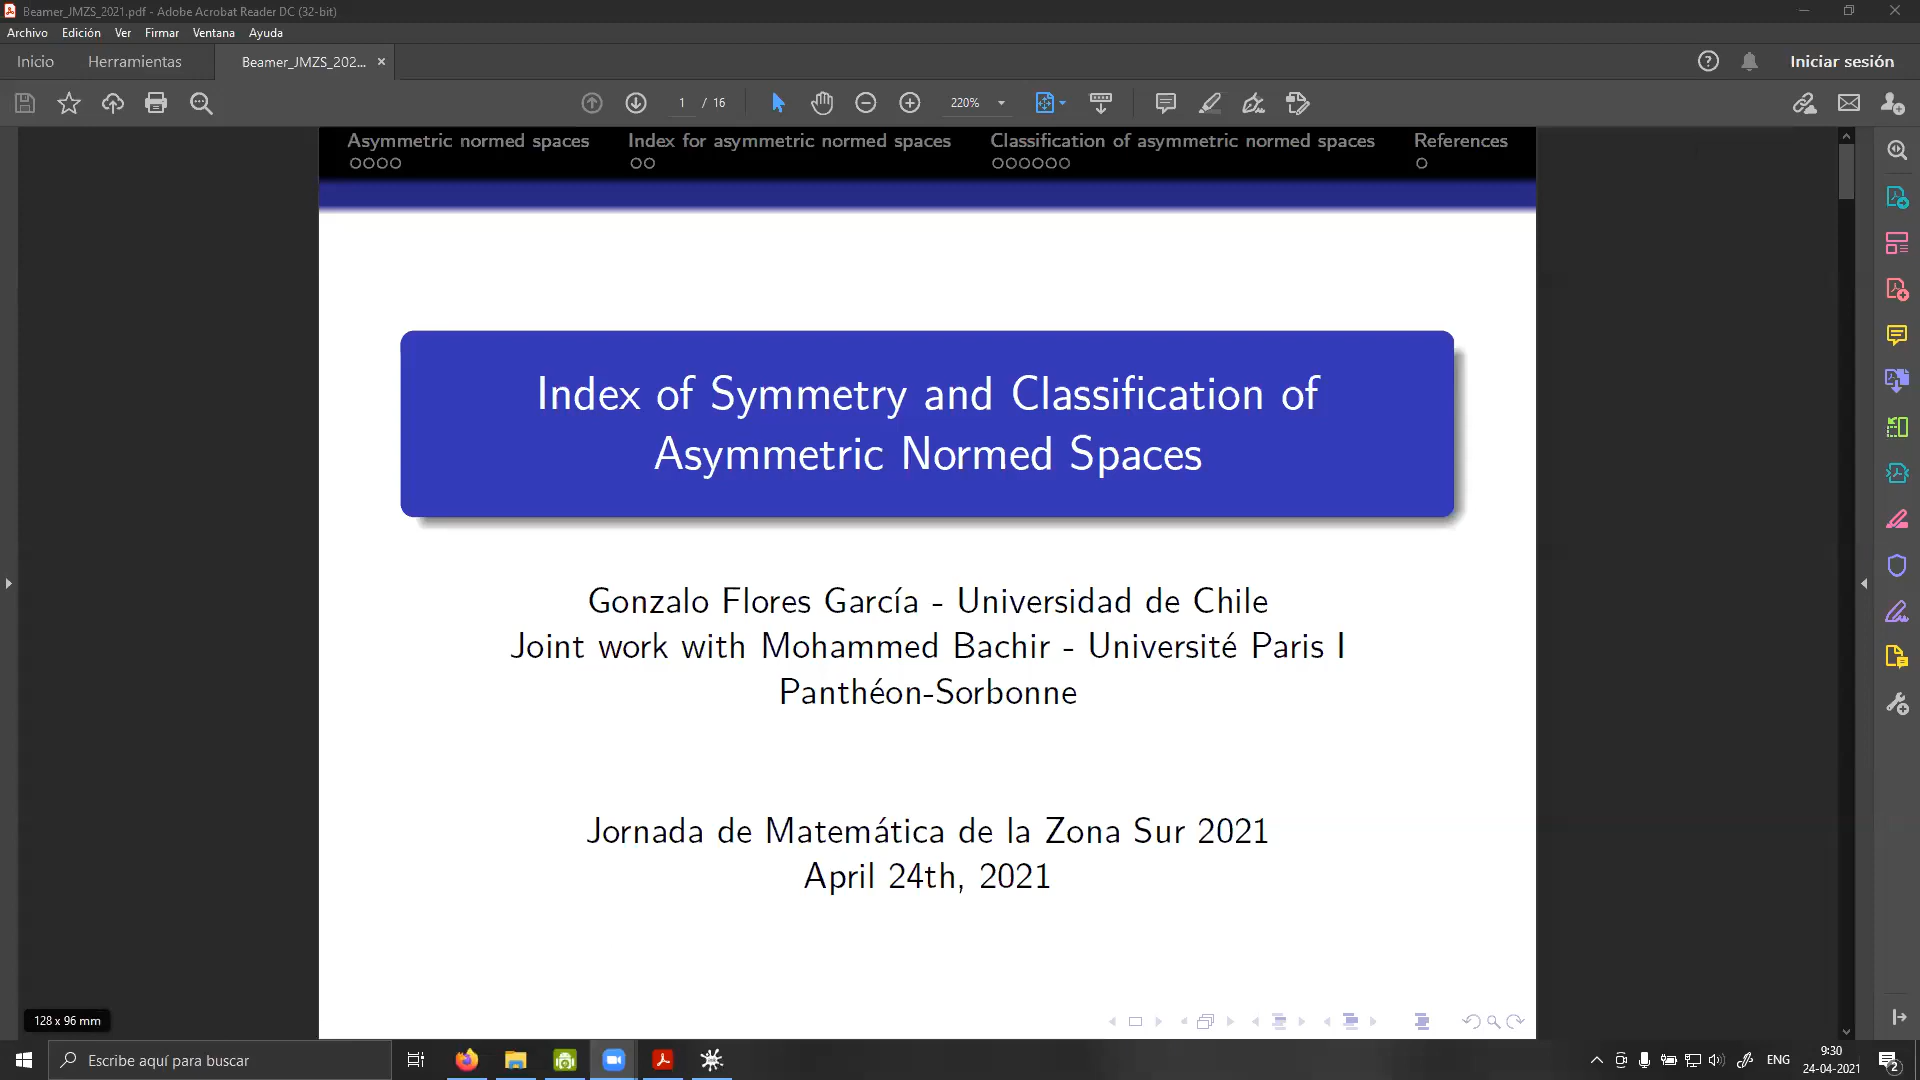 Beamer_JMZS_2021.pdf - Adobe Acrobat Reader DC (32-bit)
Archivo Edición Ver Firmar Ventana Ayuda
Inicio Herramientas Beamer_JMZS_202... × Iniciar sesión
1 / 16 220%
Asymmetric normed spaces Index for asymmetric normed spaces Classification of asymmetric normed spaces References
Index of Symmetry and Classification of
Asymmetric Normed Spaces
Gonzalo Flores García - Universidad de Chile
Joint work with Mohammed Bachir - Université Paris I
Panthéon-Sorbonne
Jornada de Matemática de la Zona Sur 2021
April 24th, 2021
128 x 96 mm
Escribe aquí para buscar
ENG
9:30
24-04-2021
2